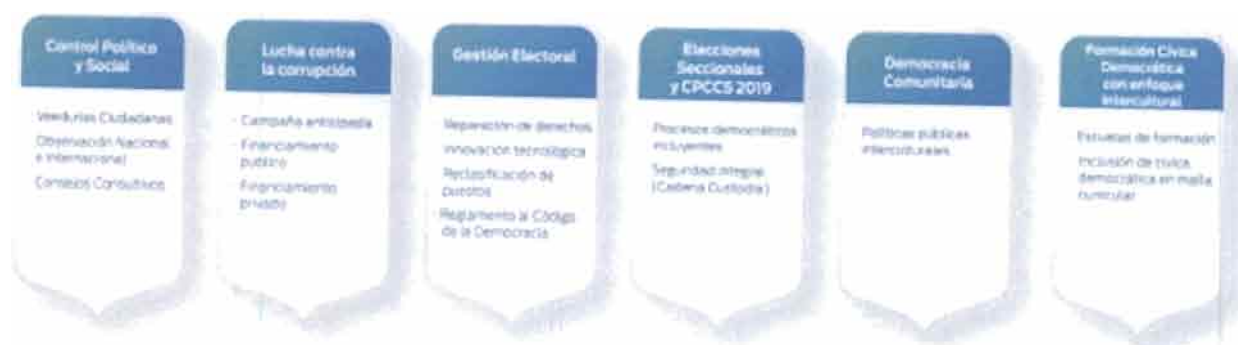 Control Político
y Social
Veedurías Ciudadanas
Observación Nacional
e Internacional
Consejos Consultivos
Lucha contra
la corrupción
- Campaña anticipada
- Financiamiento
público
- Financiamiento
privado
Gestión Electoral
Reparación de derechos
Innovación tecnológica
Reclasificación de
puestos
- Reglamento al Código
de la Democracia
Elecciones
Seccionales
y CPCCS 2019
Procesos democráticos
incluyentes
Seguridad integral
(Cadena Custodia)
Democracia
Comunitaria
Políticas públicas
interculturales
Formación Cívica
Democrática
con enfoque
intercultural
Escuelas de formación
Inclusión de cívica
democrática en malla
curricular